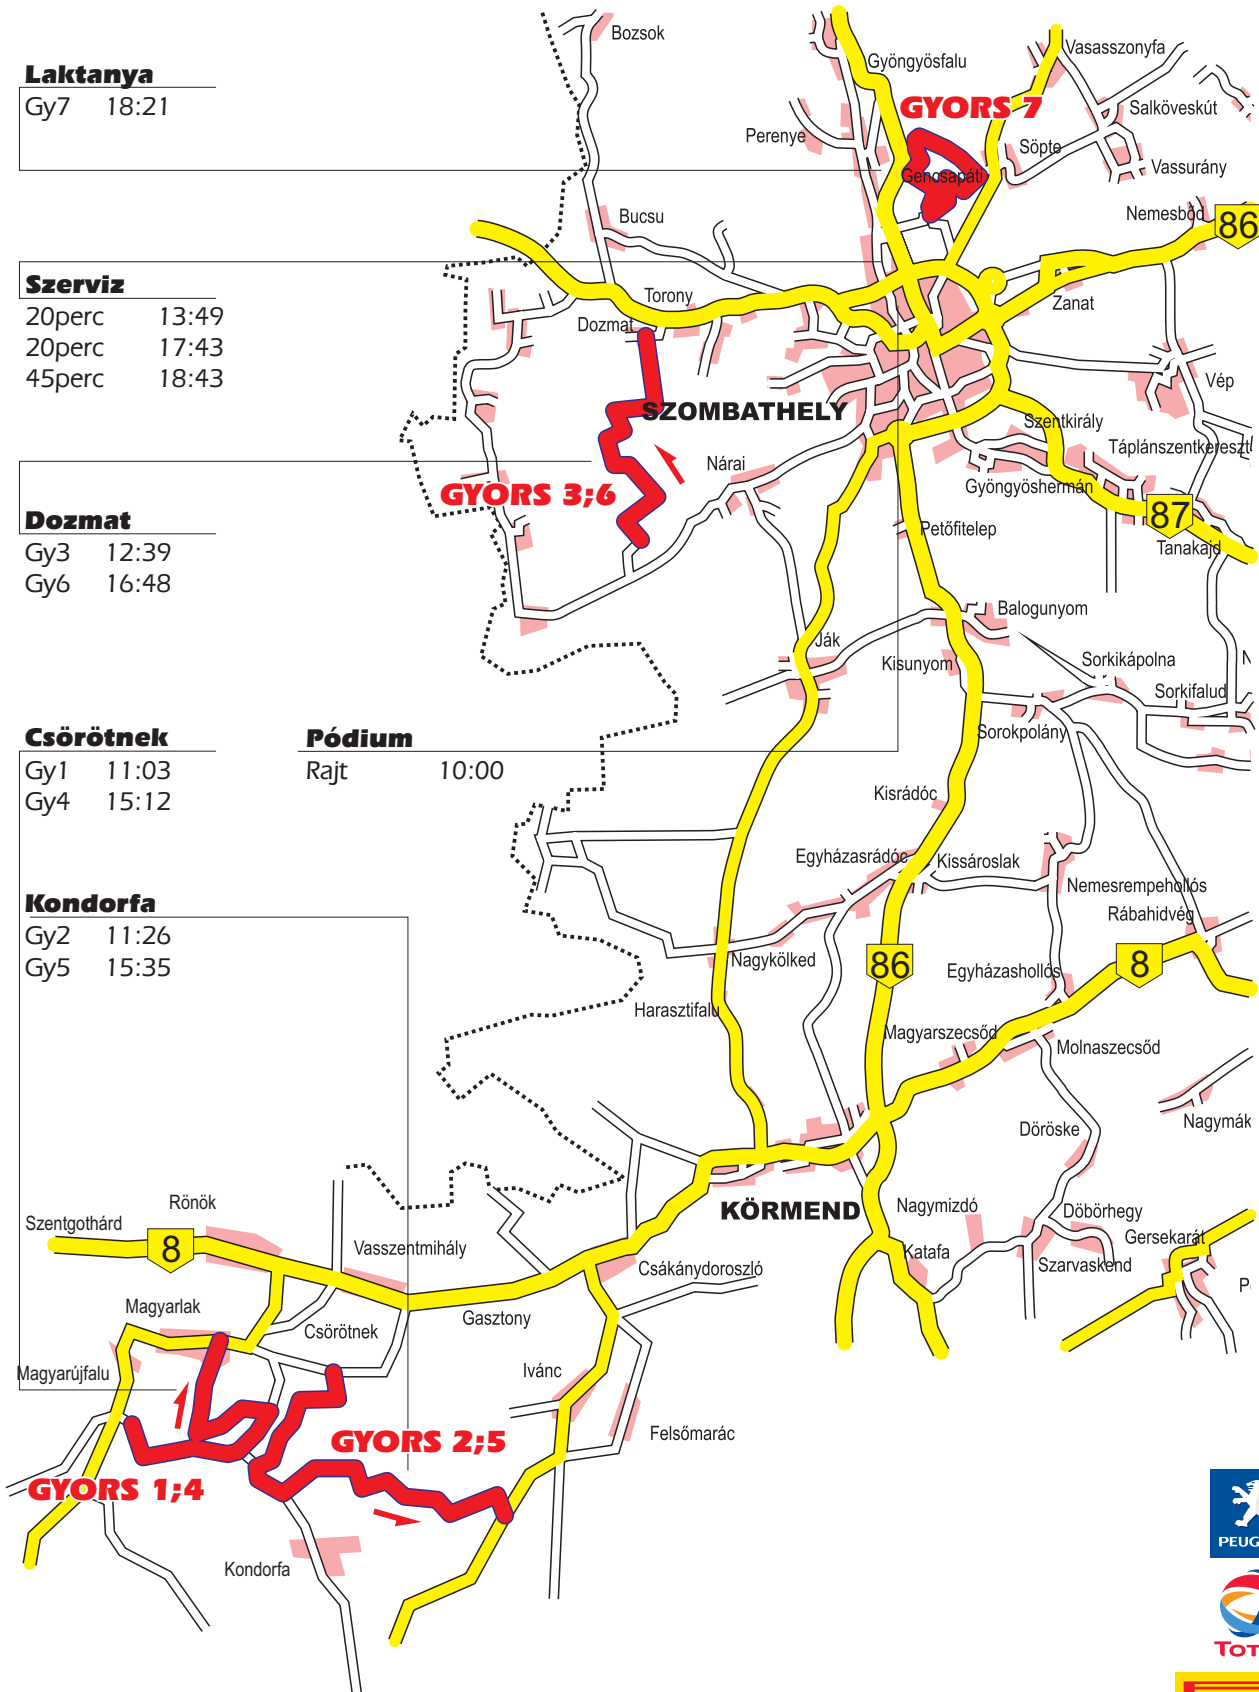 Bozsok
Gyöngyösfalu
Vasasszonyfa
Laktanya
Gy7 18:21
GYORS 7
Salköveskút
Perenye
Söpte
Vassurány
Gencsapáti
Bucsu
Nemesbőd
86
Szerviz
20perc 13:49
20perc 17:43
45perc 18:43
Torony
Dozmat
Zanat
Vép
SZOMBATHELY
Szentkirály
Táplánszentkereszt
Nárai
GYORS 3;6
Gyöngyöshermán
87
Dozmat
Gy3 12:39
Gy6 16:48
Petőfitelep
Tanakajd
Balogunyom
Ják
Kisunyom
Sorkikápolna
N
Sorkifalud
Sorokpolány
Csörötnek
Gy1 11:03
Gy4 15:12
Pódium
Rajt 10:00
Kisrádóc
Egyházasrádóc
Kissároslak
Nemesrempehollós
Rábahidvég
Kondorfa
Gy2 11:26
Gy5 15:35
Nagykölked
86
Egyházashollós
8
Harasztifalu
Magyarszecsőd
Molnaszecsőd
Döröske
Nagymák
KÖRMEND
Rönök
Szentgothárd
8
Vasszentmihály
Nagymizdó
Döbörhegy
Gersekarát
Katafa
Szarvaskend
Csákánydoroszló
P
Magyarlak
Csörötnek
Gasztony
Magyarújfalu
Ivánc
Felsőmarác
GYORS 2;5
GYORS 1;4
Kondorfa
PEUG
TOT